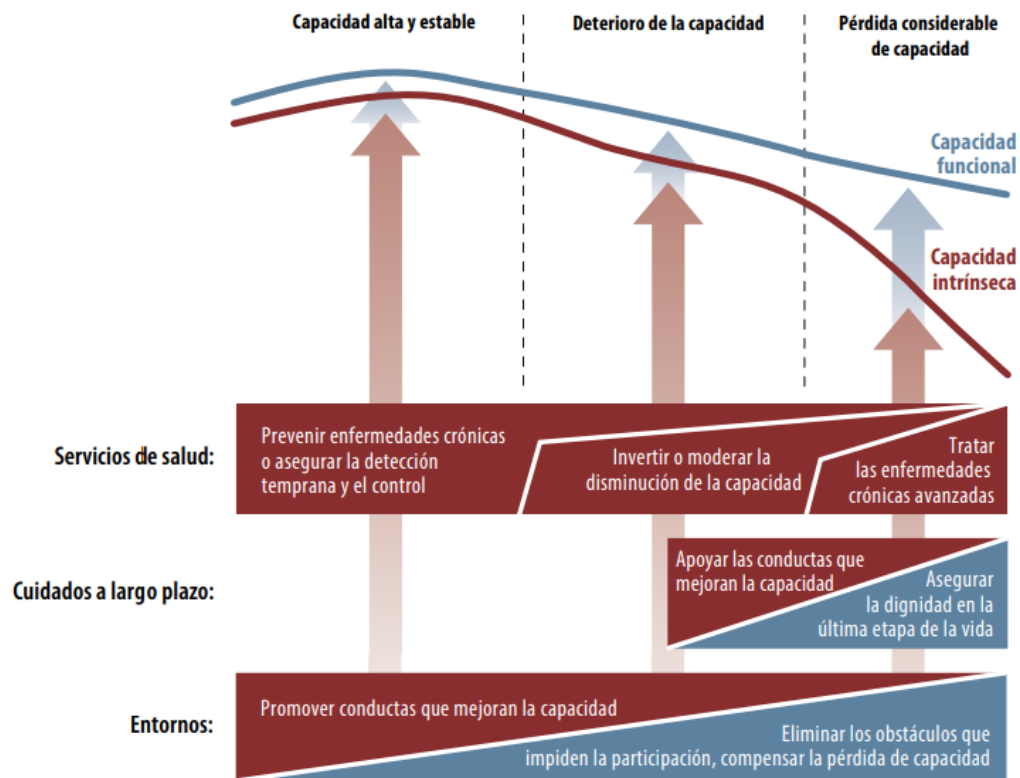 Capacidad alta y estable
Deterioro de la capacidad
Pérdida considerable
de capacidad
Capacidad
funcional
Capacidad
intrínseca
Servicios de salud:
Prevenir enfermedades crónicas
o asegurar la detección
temprana y el control
Invertir o moderar la
disminución de la capacidad
Tratar
las enfermedades
crónicas avanzadas
Cuidados a largo plazo:
Apoyar las conductas que
mejoran la capacidad
Asegurar
la dignidad en la
última etapa de la vida
Entornos:
Promover conductas que mejoran la capacidad
Eliminar los obstáculos que
impiden la participación, compensar la pérdida de capacidad